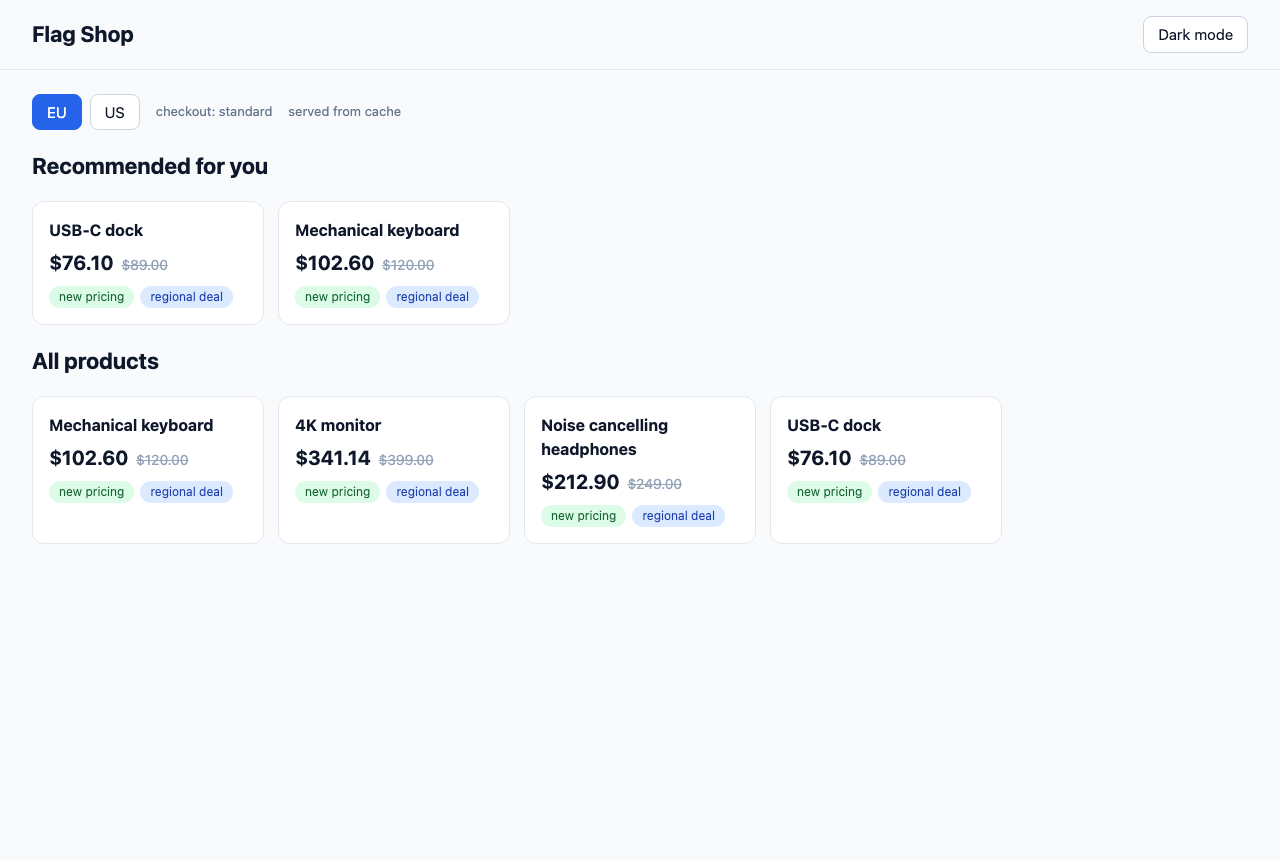 Flag Shop
Dark mode
EU
US
checkout: standard
served from cache
Recommended for you
USB-C dock
$76.10 $89.00
new pricing
regional deal
Mechanical keyboard
$102.60 $120.00
new pricing
regional deal
All products
Mechanical keyboard
$102.60 $120.00
new pricing
regional deal
4K monitor
$341.14 $399.00
new pricing
regional deal
Noise cancelling
headphones
$212.90 $249.00
new pricing
regional deal
USB-C dock
$76.10 $89.00
new pricing
regional deal